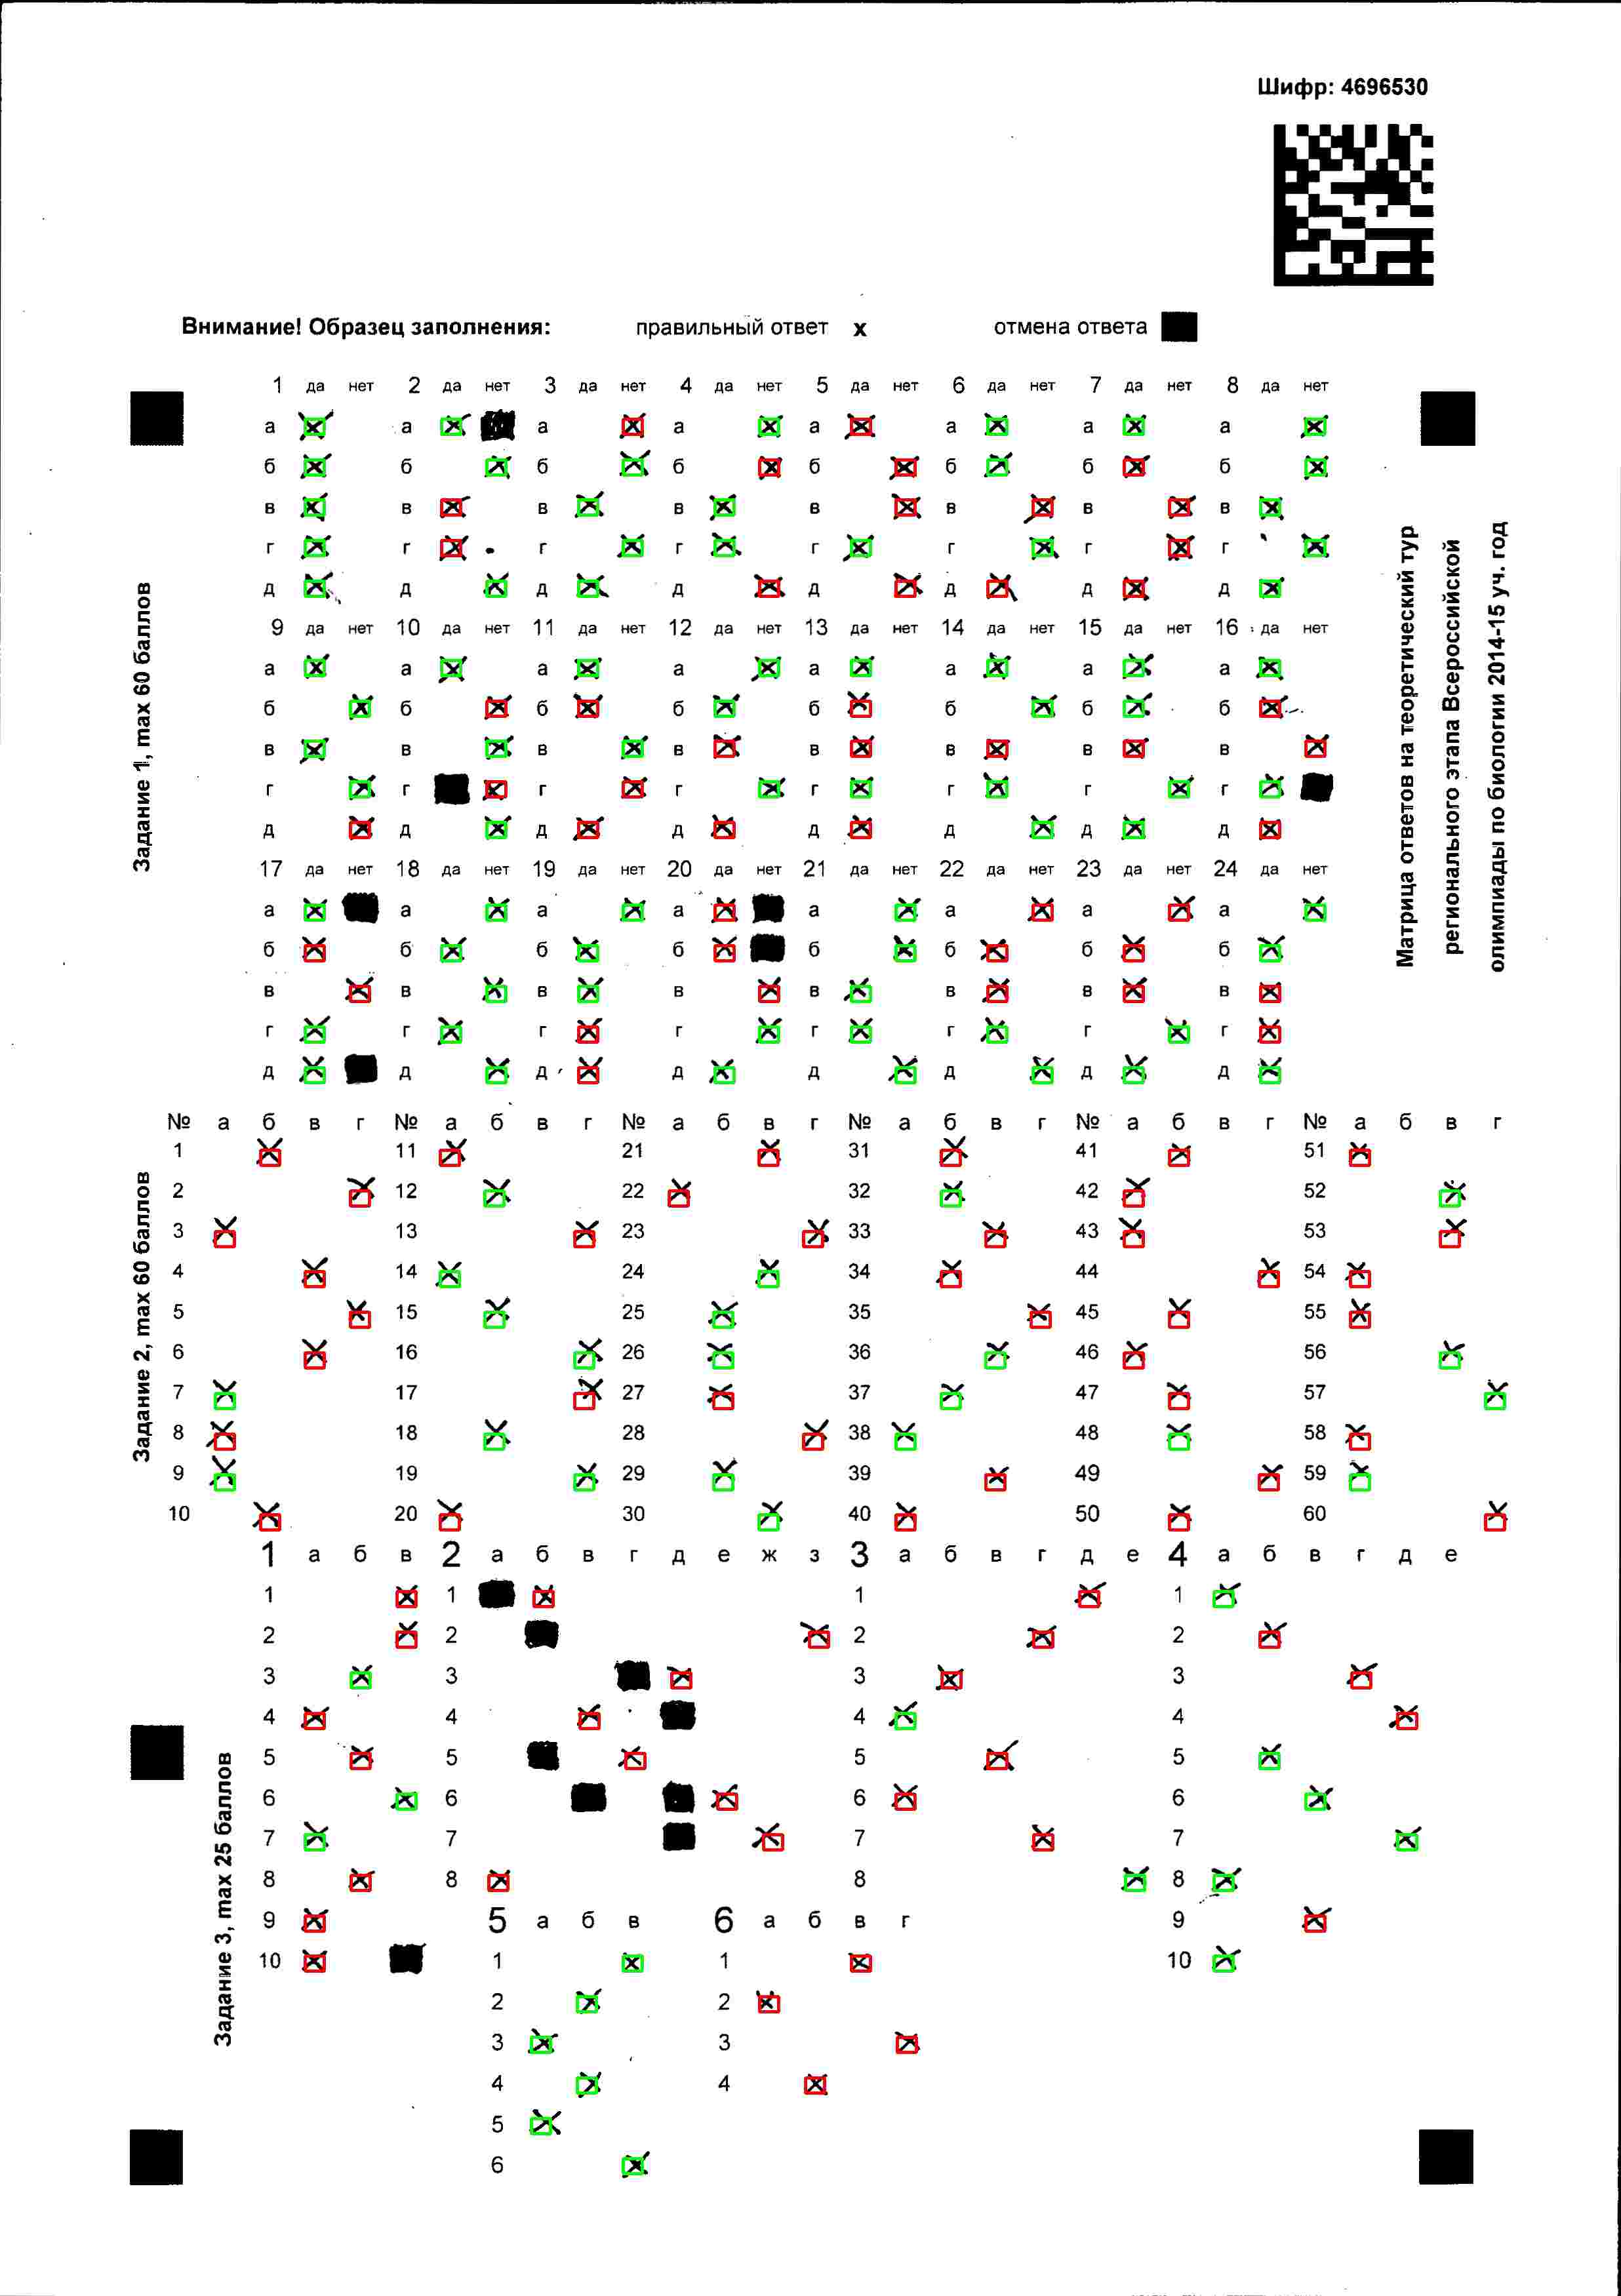 Шифр: 4696530
Внимание! Образец заполнения: правильный ответ х отмена ответа
Задание 1, max 60 баллов
1 да нет 2 да нет 3 да нет 4 да нет 5 да нет 6 да нет 7 да нет 8 да нет
а а а а а а а а
б б б б б б б б
в в в в в в в в
г г г г г г г г
д д д д д д д д
9 да нет 10 да нет 11 да нет 12 да нет 13 да нет 14 да нет 15 да нет 16 да нет
а а а а а а а а
б б б б б б б б
в в в в в в в в
г г г г г г г г
д д д д д д д д
17 да нет 18 да нет 19 да нет 20 да нет 21 да нет 22 да нет 23 да нет 24 да нет
а а а а а а а а
б б б б б б б б
в в в в в в в в
г г г г г г г г
д д д д д д д д
Матрица ответов на теоретический тур
регионального этапа Всероссийской
олимпиады по биологии 2014-15 уч. год
Задание 2, max 60 баллов
№ а б в г № а б в г № а б в г № а б в г № а б в г № а б в г
1 11 21 31 41 51
2 12 22 32 42 52
3 13 23 33 43 53
4 14 24 34 44 54
5 15 25 35 45 55
6 16 26 36 46 56
7 17 27 37 47 57
8 18 28 38 48 58
9 19 29 39 49 59
10 20 30 40 50 60
Задание 3, max 25 баллов
1 а б в 2 а б в г д е ж з 3 а б в г д е 4 а б в г д е
1 1 1 1
2 2 2 2
3 3 3 3
4 4 4 4
5 5 5 5
6 6 6 6
7 7 7 7
8 8 8 8
9 5 а б в 6 а б в г 9
10 1 1 10
2 2
3 3
4 4
5
6